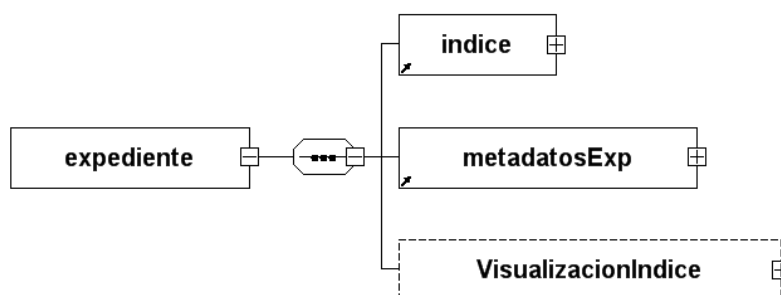 indice
expediente
metadatosExp
VisualizacionIndice